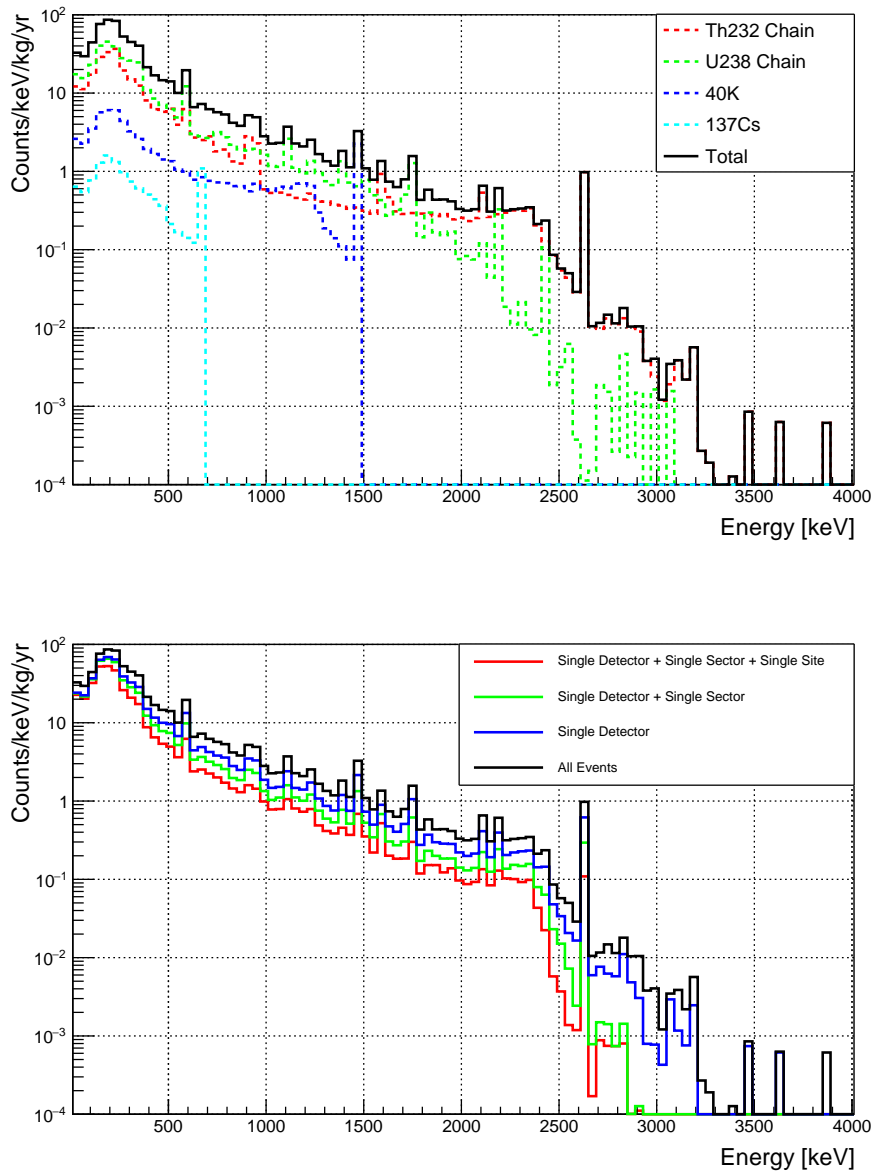 Counts/keV/kg/yr
10²
10
1
10⁻¹
10⁻²
10⁻³
10⁻⁴
Th232 Chain
U238 Chain
40K
137Cs
Total
500 1000 1500 2000 2500 3000 3500 4000
Energy [keV]
Counts/keV/kg/yr
10²
10
1
10⁻¹
10⁻²
10⁻³
10⁻⁴
Single Detector + Single Sector + Single Site
Single Detector + Single Sector
Single Detector
All Events
500 1000 1500 2000 2500 3000 3500 4000
Energy [keV]